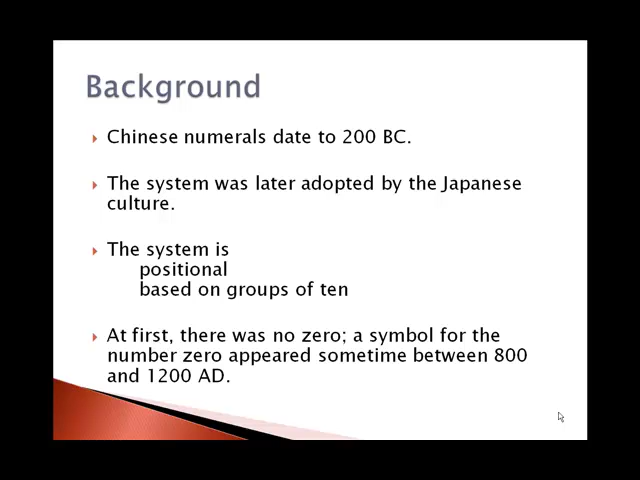 Background
Chinese numerals date to 200 BC.
The system was later adopted by the Japanese
culture.
The system is
positional
based on groups of ten
At first, there was no zero; a symbol for the
number zero appeared sometime between 800
and 1200 AD.